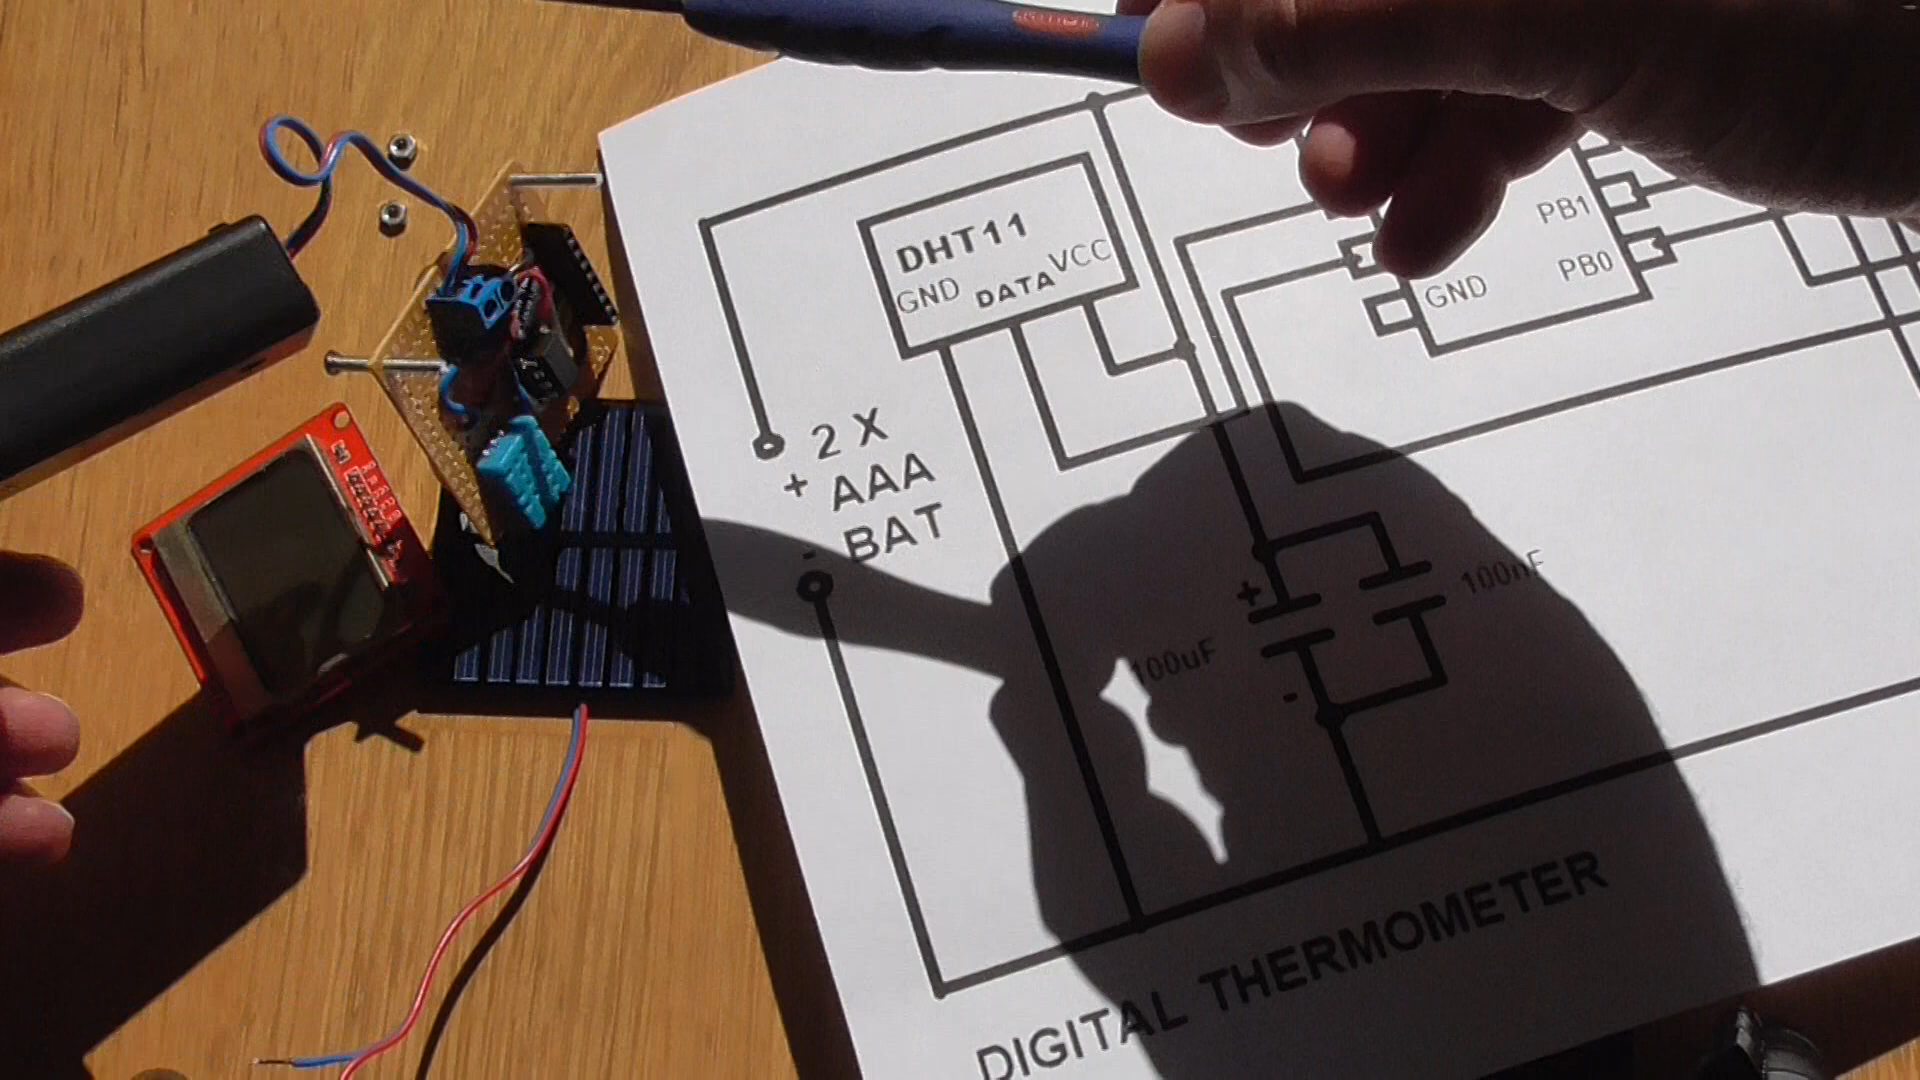 DHT11
GND DATA VCC
PB1
PB0
GND
2 X
+ AAA
- BAT
+
100nF
100uF
-
DIGITAL THERMOMETER